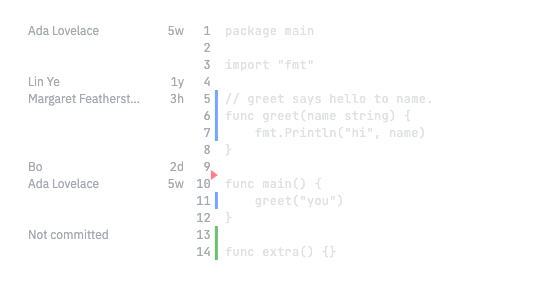 Ada Lovelace 5w 1 package main
2
3 import "fmt"
Lin Ye 1y 4
Margaret Featherst… 3h 5 // greet says hello to name.
6 func greet(name string) {
7     fmt.Println("hi", name)
8 }
Bo 2d 9
Ada Lovelace 5w 10 func main() {
11     greet("you")
12 }
Not committed 13
14 func extra() {}